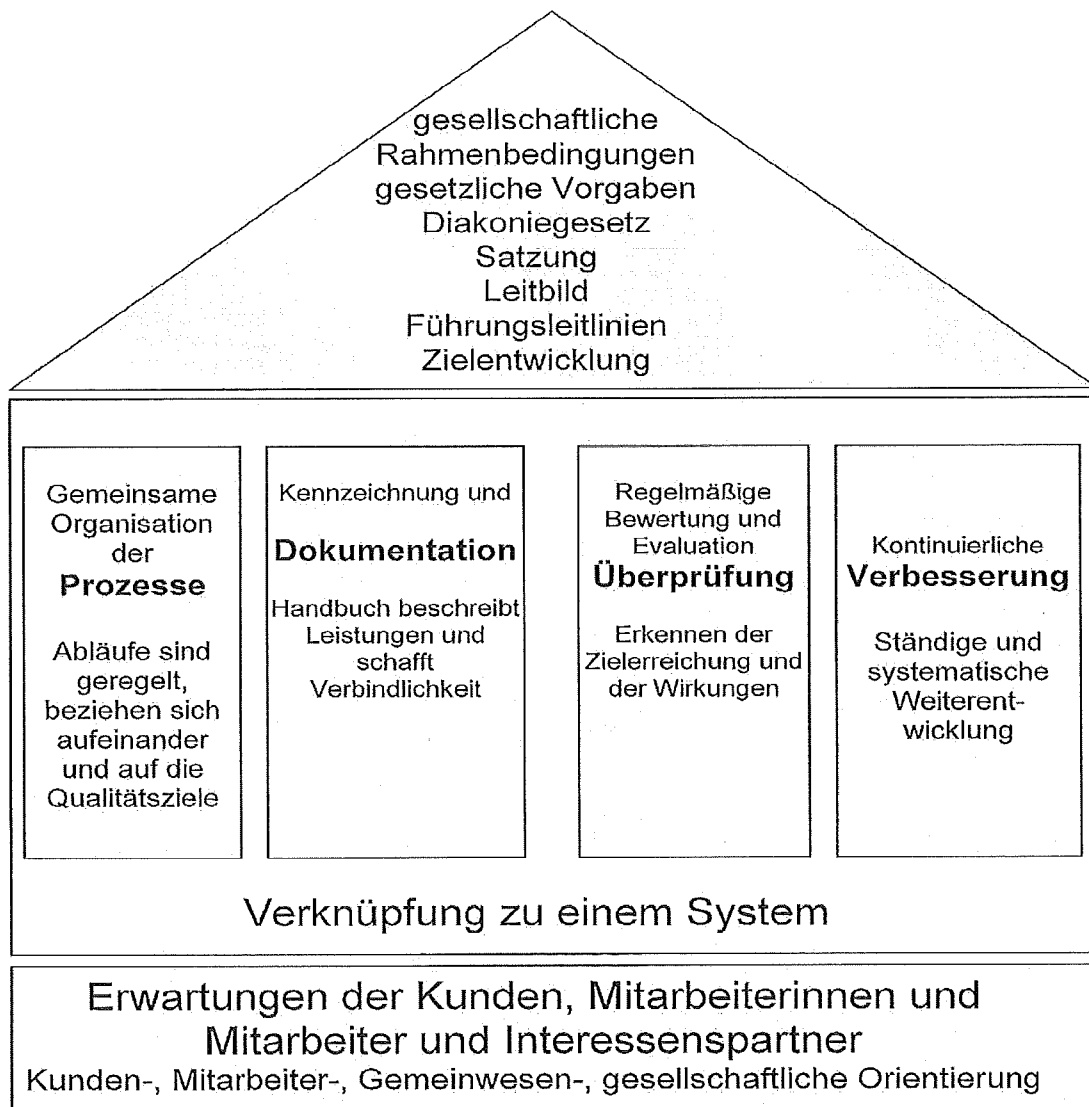 gesellschaftliche
Rahmenbedingungen
gesetzliche Vorgaben
Diakoniegesetz
Satzung
Leitbild
Führungsleitlinien
Zielentwicklung
Gemeinsame
Organisation
der
Prozesse
Abläufe sind
geregelt,
beziehen sich
aufeinander
und auf die
Qualitätsziele
Kennzeichnung und
Dokumentation
Handbuch beschreibt
Leistungen und
schafft
Verbindlichkeit
Regelmäßige
Bewertung und
Evaluation
Überprüfung
Erkennen der
Zielerreichung und
der Wirkungen
Kontinuierliche
Verbesserung
Ständige und
systematische
Weiterent-
wicklung
Verknüpfung zu einem System
Erwartungen der Kunden, Mitarbeiterinnen und
Mitarbeiter und Interessenspartner
Kunden-, Mitarbeiter-, Gemeinwesen-, gesellschaftliche Orientierung